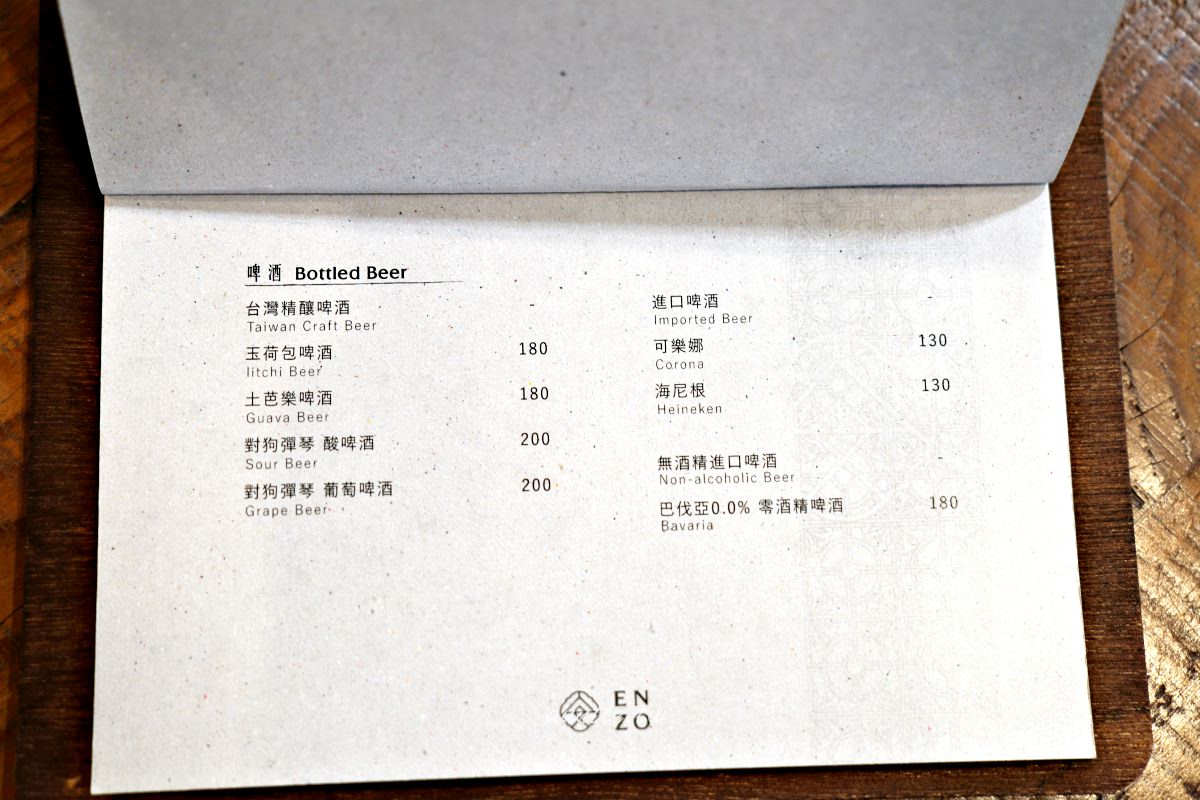 啤酒 Bottled Beer
台灣精釀啤酒 -
Taiwan Craft Beer
玉荷包啤酒 180
litchi Beer
土芭樂啤酒 180
Guava Beer
對狗彈琴 酸啤酒 200
Sour Beer
對狗彈琴 葡萄啤酒 200
Grape Beer
進口啤酒 -
Imported Beer
可樂娜 130
Corona
海尼根 130
Heineken
無酒精進口啤酒 -
Non-alcoholic Beer
巴伐亞0.0% 零酒精啤酒 180
Bavaria
EN
ZO